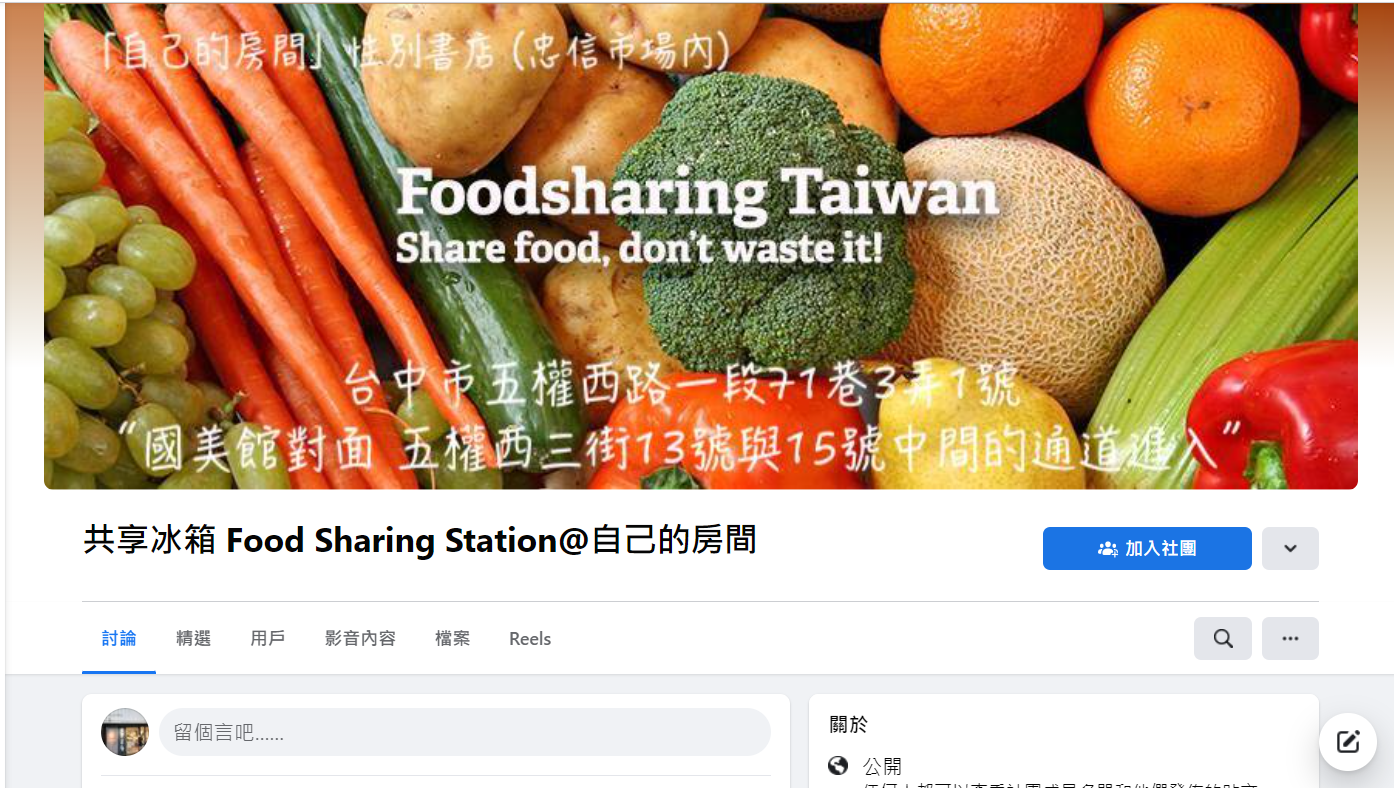 「自己的房間」性別書店 (忠信市場內)
Foodsharing Taiwan
Share food, don't waste it!
台中市五權西路一段71巷3弄1號
“國美館對面 五權西三街13號與15號中間的通道進入”
共享冰箱 Food Sharing Station@自己的房間
加入社團
討論 精選 用戶 影音內容 檔案 Reels
留個言吧......
關於
公開